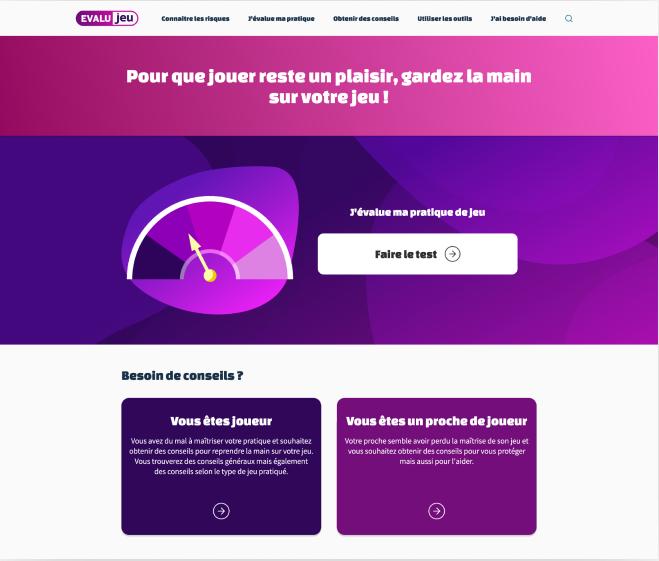 EVALU jeu
Connaître les risques
J'évalue ma pratique
Obtenir des conseils
Utiliser les outils
J'ai besoin d'aide
Pour que jouer reste un plaisir, gardez la main
sur votre jeu !
J'évalue ma pratique de jeu
Faire le test
Besoin de conseils ?
Vous êtes joueur
Vous avez du mal à maîtriser votre pratique et souhaitez
obtenir des conseils pour reprendre la main sur votre jeu.
Vous trouverez des conseils généraux mais également
des conseils selon le type de jeu pratiqué.
Vous êtes un proche de joueur
Votre proche semble avoir perdu la maîtrise de son jeu et
vous souhaitez obtenir des conseils pour vous protéger
mais aussi pour l'aider.